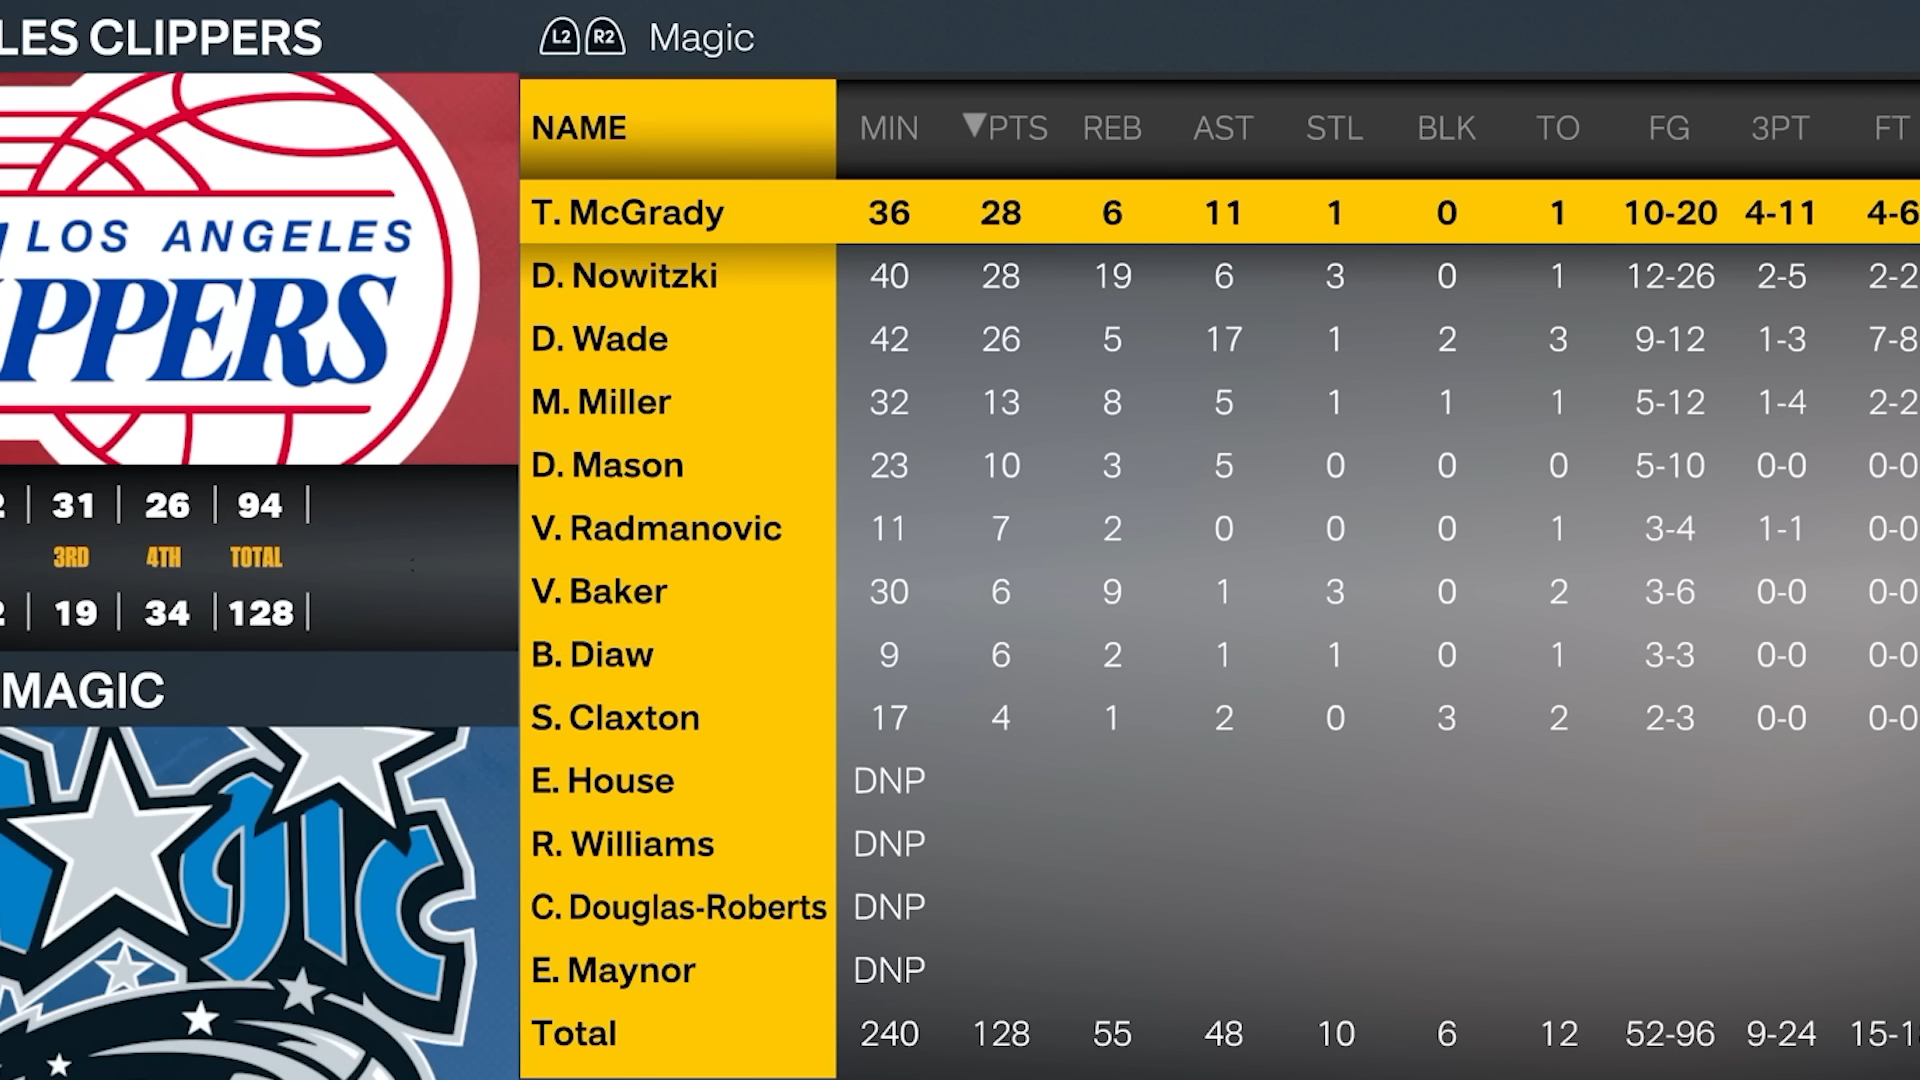 LES CLIPPERS
LOS ANGELES
PPERS
31 | 26 | 94
3RD 4TH TOTAL
19 | 34 | 128
MAGIC
L2 R2 Magic
NAME MIN ▼PTS REB AST STL BLK TO FG 3PT FT
T. McGrady 36 28 6 11 1 0 1 10-20 4-11 4-6
D. Nowitzki 40 28 19 6 3 0 1 12-26 2-5 2-2
D. Wade 42 26 5 17 1 2 3 9-12 1-3 7-8
M. Miller 32 13 8 5 1 1 1 5-12 1-4 2-2
D. Mason 23 10 3 5 0 0 0 5-10 0-0 0-0
V. Radmanovic 11 7 2 0 0 0 1 3-4 1-1 0-0
V. Baker 30 6 9 1 3 0 2 3-6 0-0 0-0
B. Diaw 9 6 2 1 1 0 1 3-3 0-0 0-0
S. Claxton 17 4 1 2 0 3 2 2-3 0-0 0-0
E. House DNP
R. Williams DNP
C. Douglas-Roberts DNP
E. Maynor DNP
Total 240 128 55 48 10 6 12 52-96 9-24 15-1